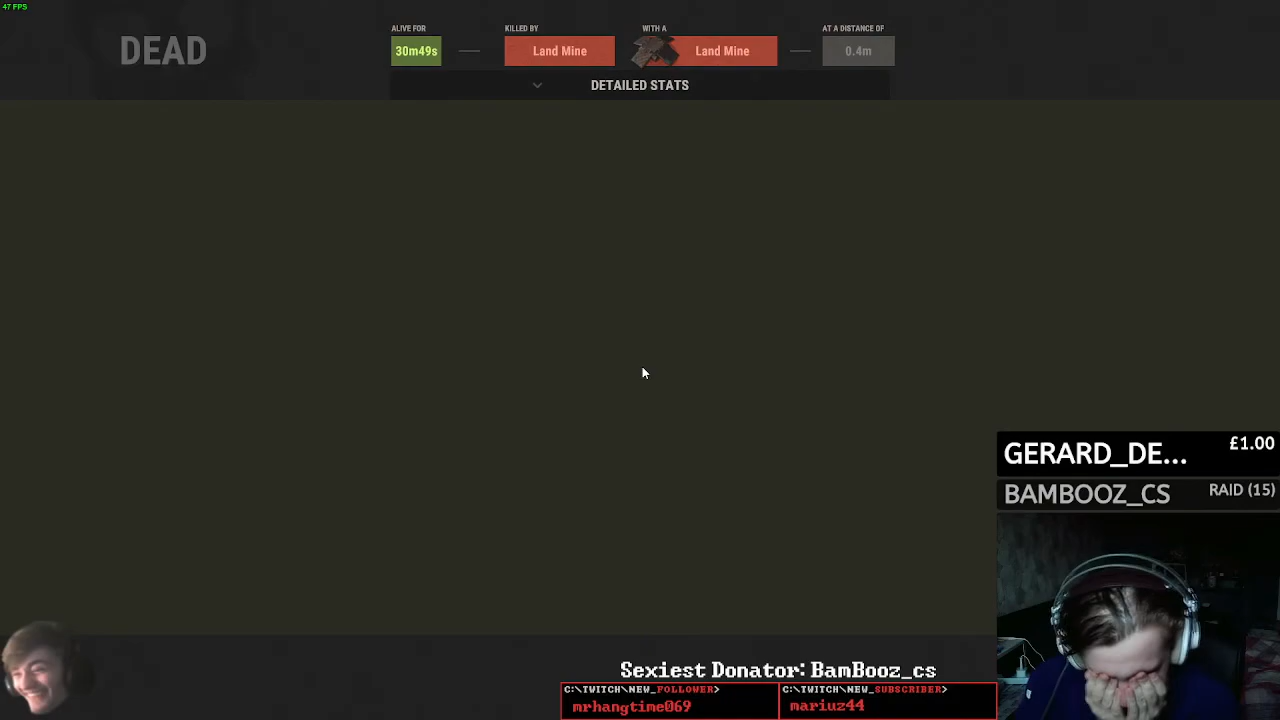 47 FPS
DEAD
ALIVE FOR
30m49s
KILLED BY
Land Mine
WITH A
Land Mine
AT A DISTANCE OF
0.4m
DETAILED STATS
GERARD_DE...
£1.00
BAMBOOZ_CS
RAID (15)
Sexiest Donator: BamBooz_cs
C:\TWITCH\NEW_FOLLOWER>
mrhangtime069
C:\TWITCH\NEW_SUBSCRIBER>
mariuz44